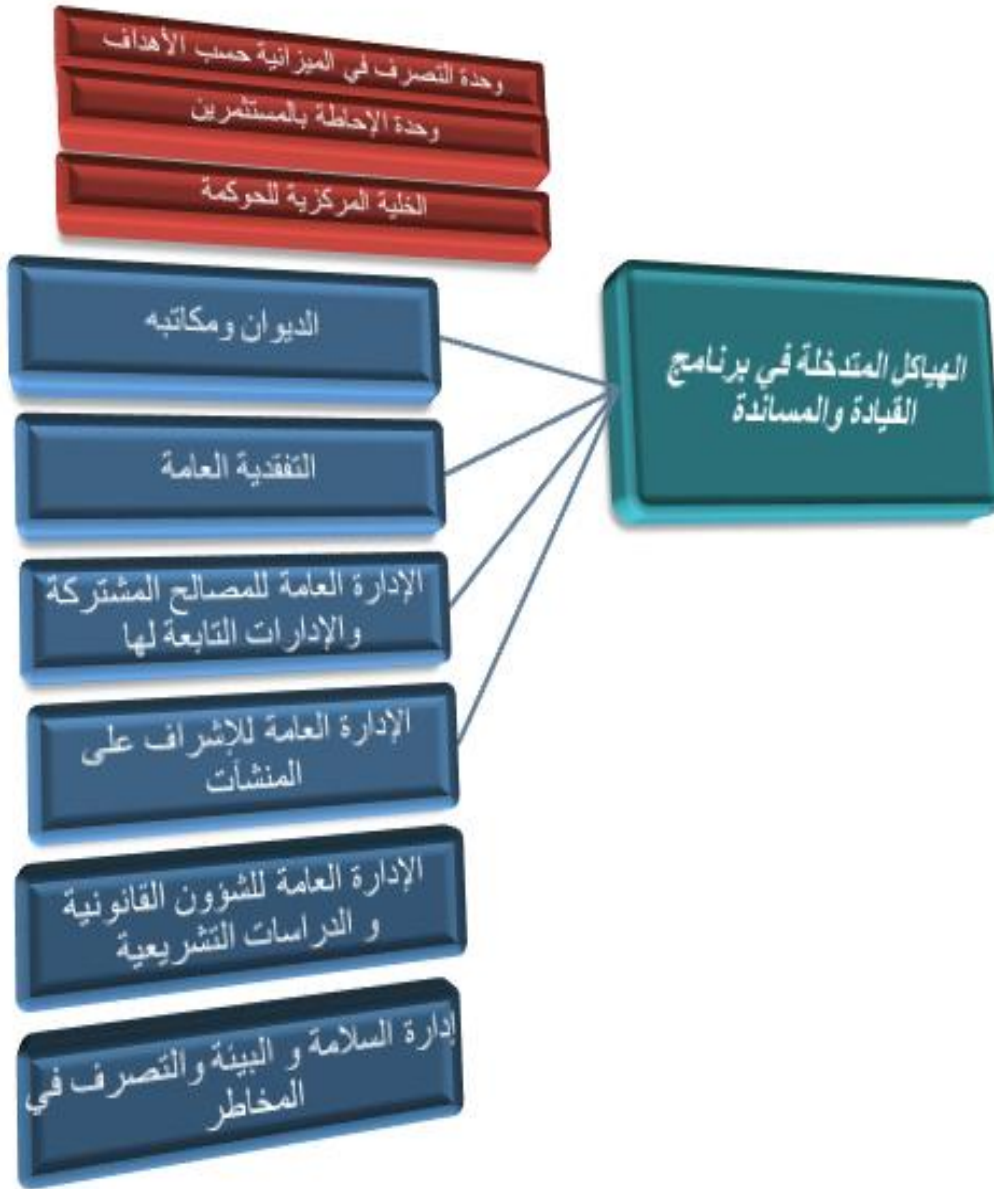 وحدة التصرف في الميزانية حسب الأهداف
وحدة الإحاطة بالمستثمرين
الخلية المركزية للحوكمة
الهياكل المتدخلة في برنامج
القيادة والمساندة
الديوان ومكاتبه
التفقدية العامة
الإدارة العامة للمصالح المشتركة
والإدارات التابعة لها
الإدارة العامة للإشراف على
المنشآت
الإدارة العامة للشؤون القانونية
و الدراسات التشريعية
إدارة السلامة و البيئة والتصرف في
المخاطر